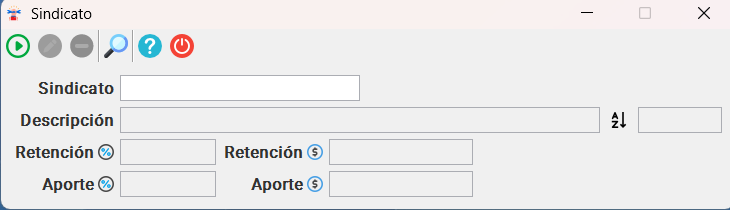 Sindicato
?
Sindicato
Descripción A Z
Retención % Retención $
Aporte % Aporte $